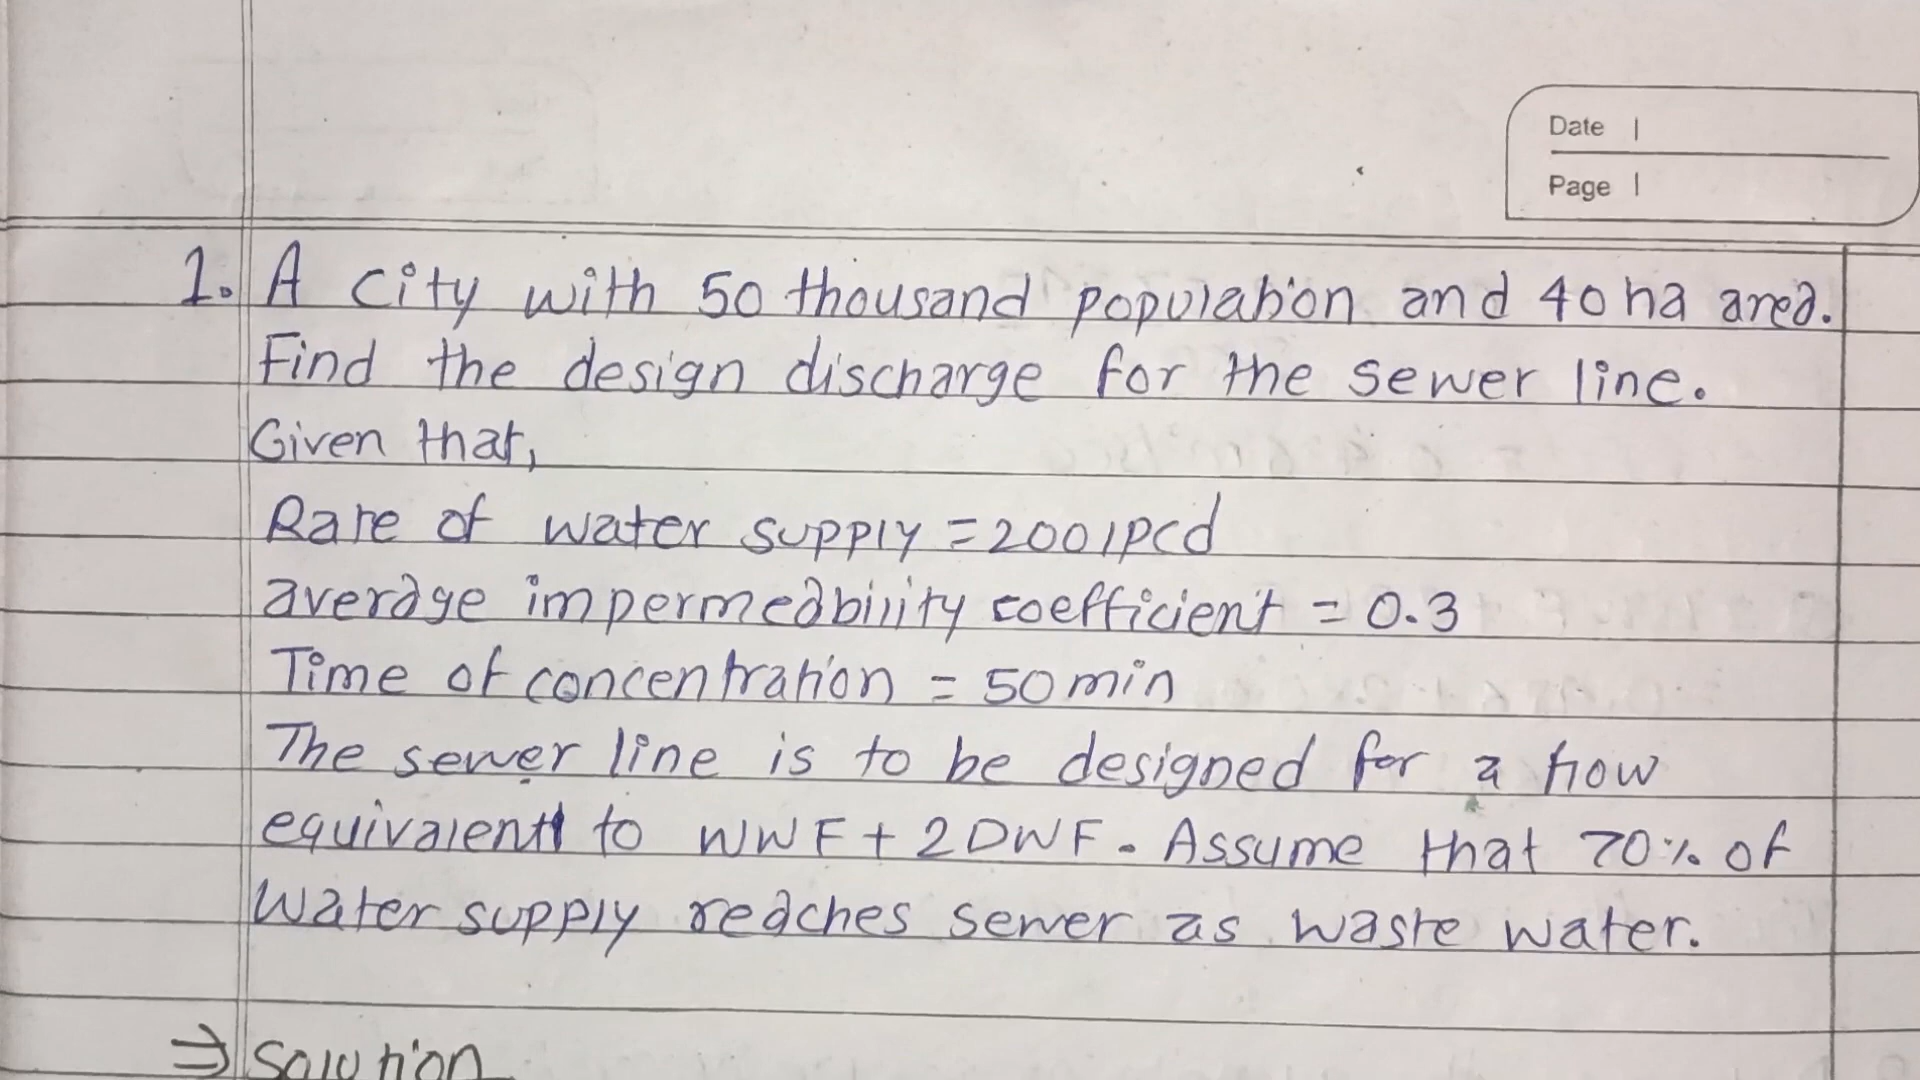 Date
Page
1. A city with 50 thousand population and 40 ha area.
Find the design discharge for the sewer line.
Given that,
Rate of water supply = 200 lpcd
average impermeability coefficient = 0.3
Time of concentration = 50 min
The sewer line is to be designed for a flow
equivalent to WWF + 2DWF. Assume that 70% of
Water supply reaches sewer as waste water.
⇒ Solution